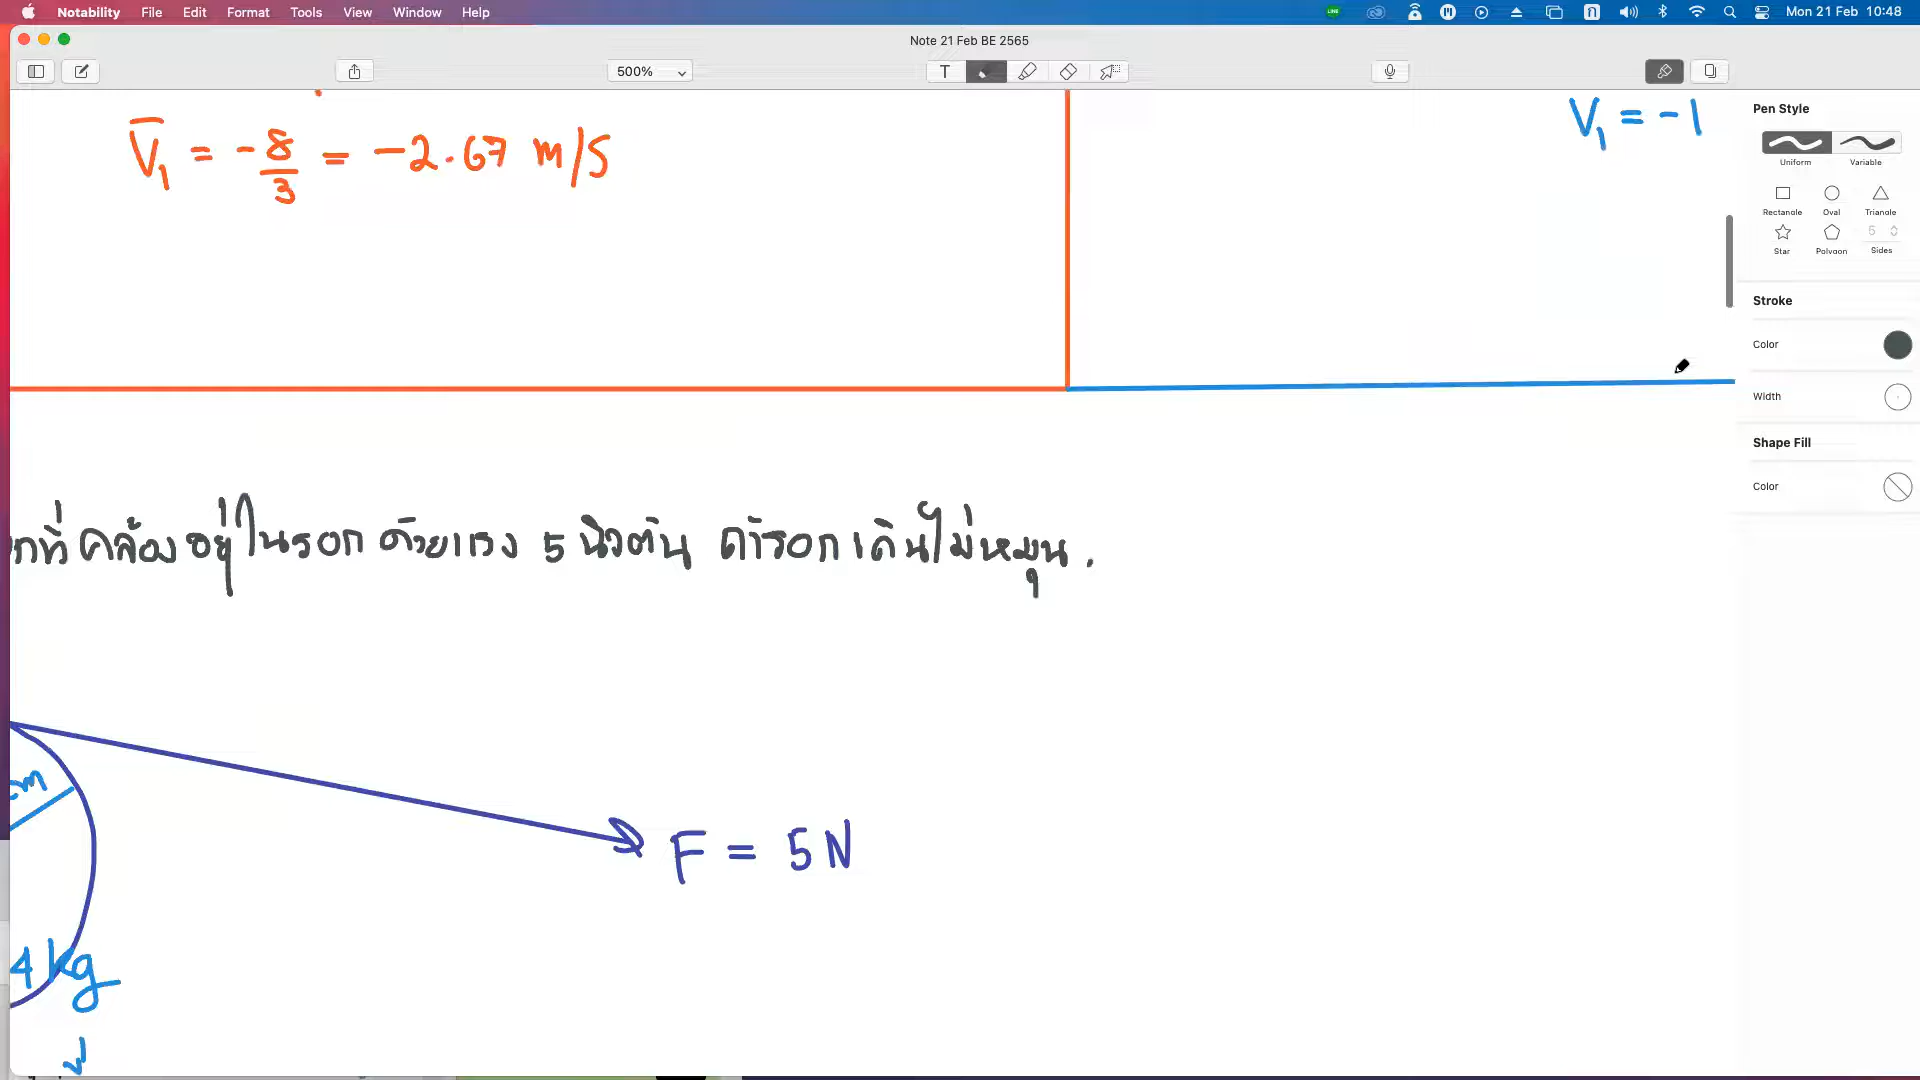 Notability File Edit Format Tools View Window Help Mon 21 Feb 10:48
Note 21 Feb BE 2565
500%
T
V₁ = -1
V̅₁ = -8/3 = -2.67 m/s
Pen Style
Uniform Variable
Rectangle Oval Triangle
5
Star Polygon Sides
Stroke
Color
Width
Shape Fill
Color
กที่คล้องอยู่ในรอกด้วยแรง 5 นิวตัน ถ้ารอกเดิมไม่หมุน.
cm
F = 5 N
4 kg